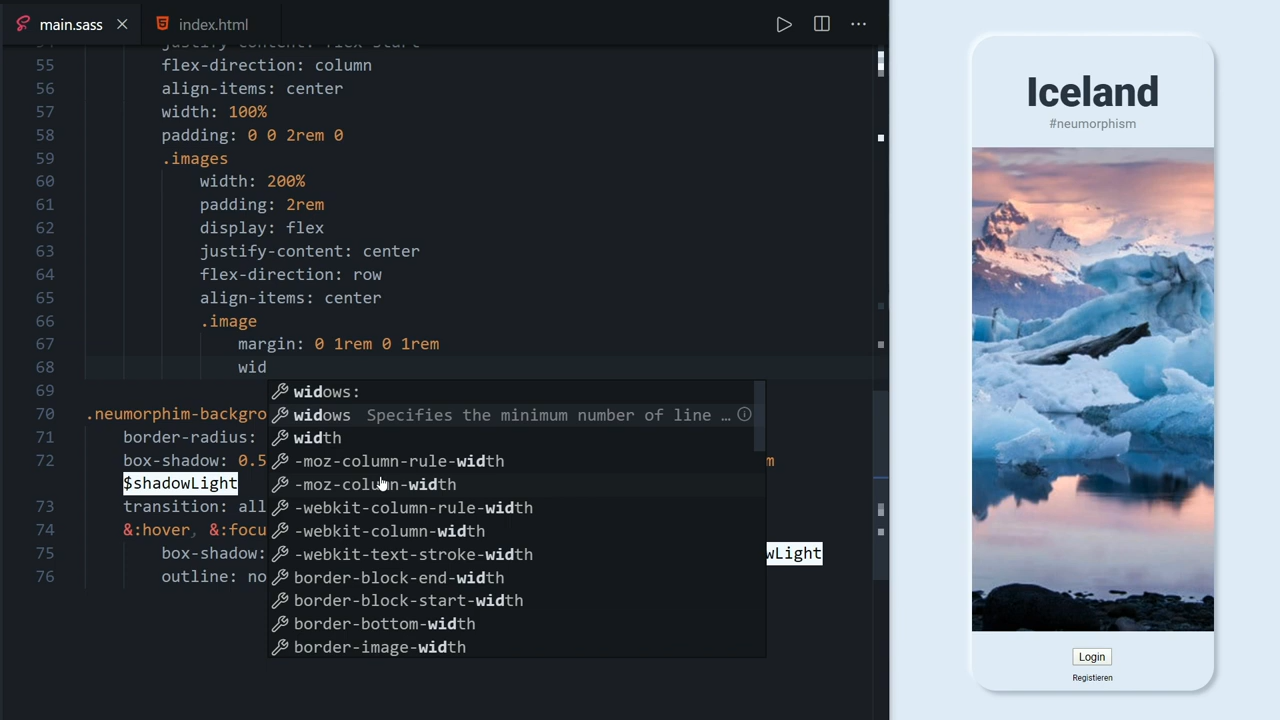 main.sass
index.html
54 justify-content: flex-start
55 flex-direction: column
56 align-items: center
57 width: 100%
58 padding: 0 0 2rem 0
59 .images
60 width: 200%
61 padding: 2rem
62 display: flex
63 justify-content: center
64 flex-direction: row
65 align-items: center
66 .image
67 margin: 0 1rem 0 1rem
68 wid
69
widows:
70 .neumorphim-backgro
widows Specifies the minimum number of line …
71 border-radius:
width
72 box-shadow: 0.5 m
-moz-column-rule-width
$shadowLight
-moz-column-width
73 transition: all
-webkit-column-rule-width
74 &:hover, &:focu
-webkit-column-width
75 box-shadow: wLight
-webkit-text-stroke-width
76 outline: no
border-block-end-width
border-block-start-width
border-bottom-width
border-image-width
Iceland
#neumorphism
Login
Registieren